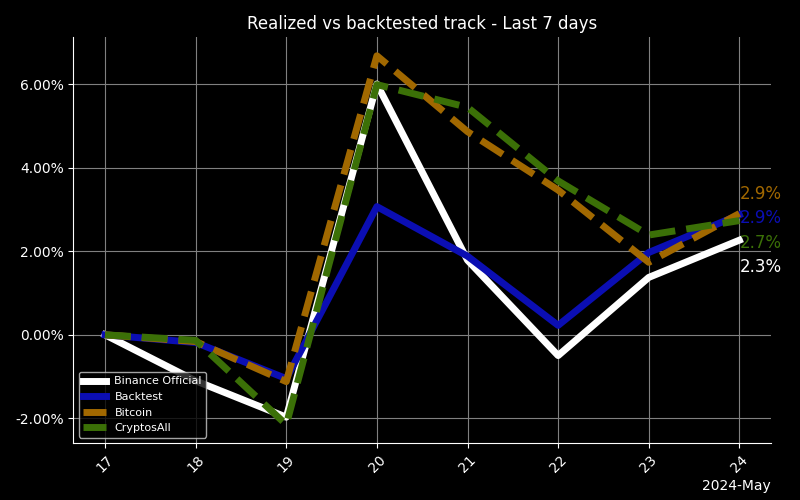 Realized vs backtested track - Last 7 days
6.00%
4.00%
2.00%
0.00%
-2.00%
2.9%
2.9%
2.7%
2.3%
Binance Official
Backtest
Bitcoin
CryptosAll
17 18 19 20 21 22 23 24
2024-May